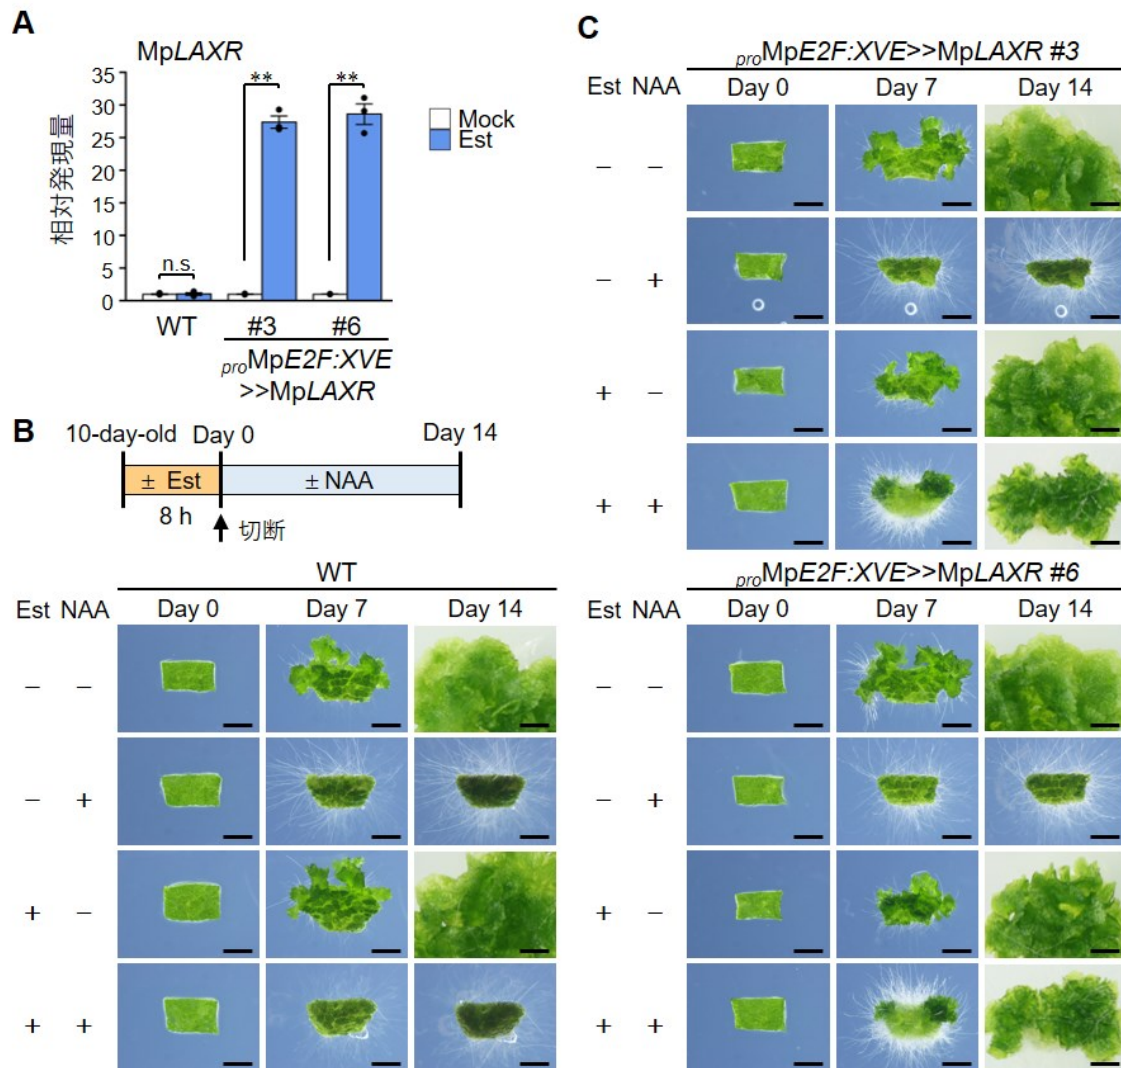 A
MpLAXR
相対発現量
35
30
25
20
15
10
5
0
n.s.
**
**
Mock
Est
WT
#3
#6
proMpE2F:XVE
>>MpLAXR
B
10-day-old
Day 0
Day 14
± Est
± NAA
8 h
切断
WT
Est NAA Day 0 Day 7 Day 14
– –
– +
+ –
+ +
C
proMpE2F:XVE>>MpLAXR #3
Est NAA Day 0 Day 7 Day 14
– –
– +
+ –
+ +
proMpE2F:XVE>>MpLAXR #6
Est NAA Day 0 Day 7 Day 14
– –
– +
+ –
+ +